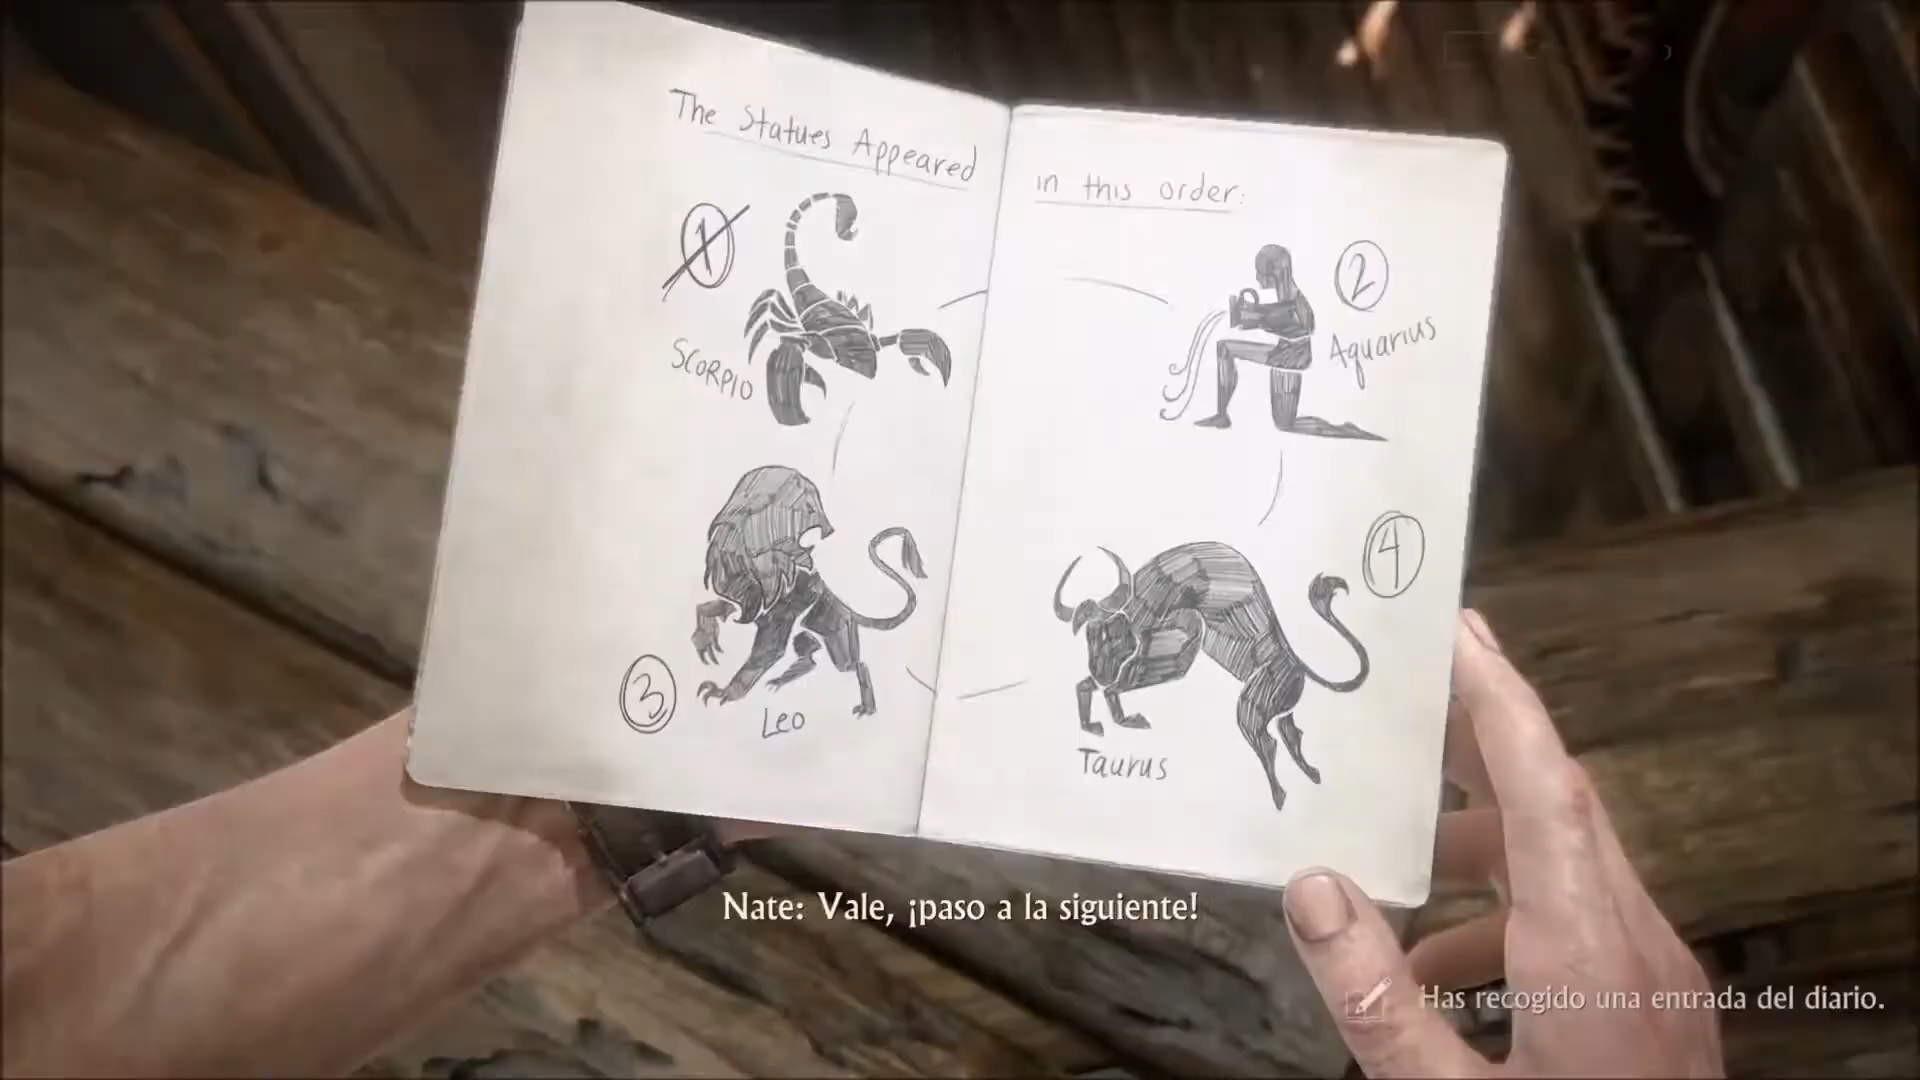 The Statues Appeared
in this order:
1
2
SCORPIO
Aquarius
3
4
Leo
Taurus
Nate: Vale, ¡paso a la siguiente!
Has recogido una entrada del diario.